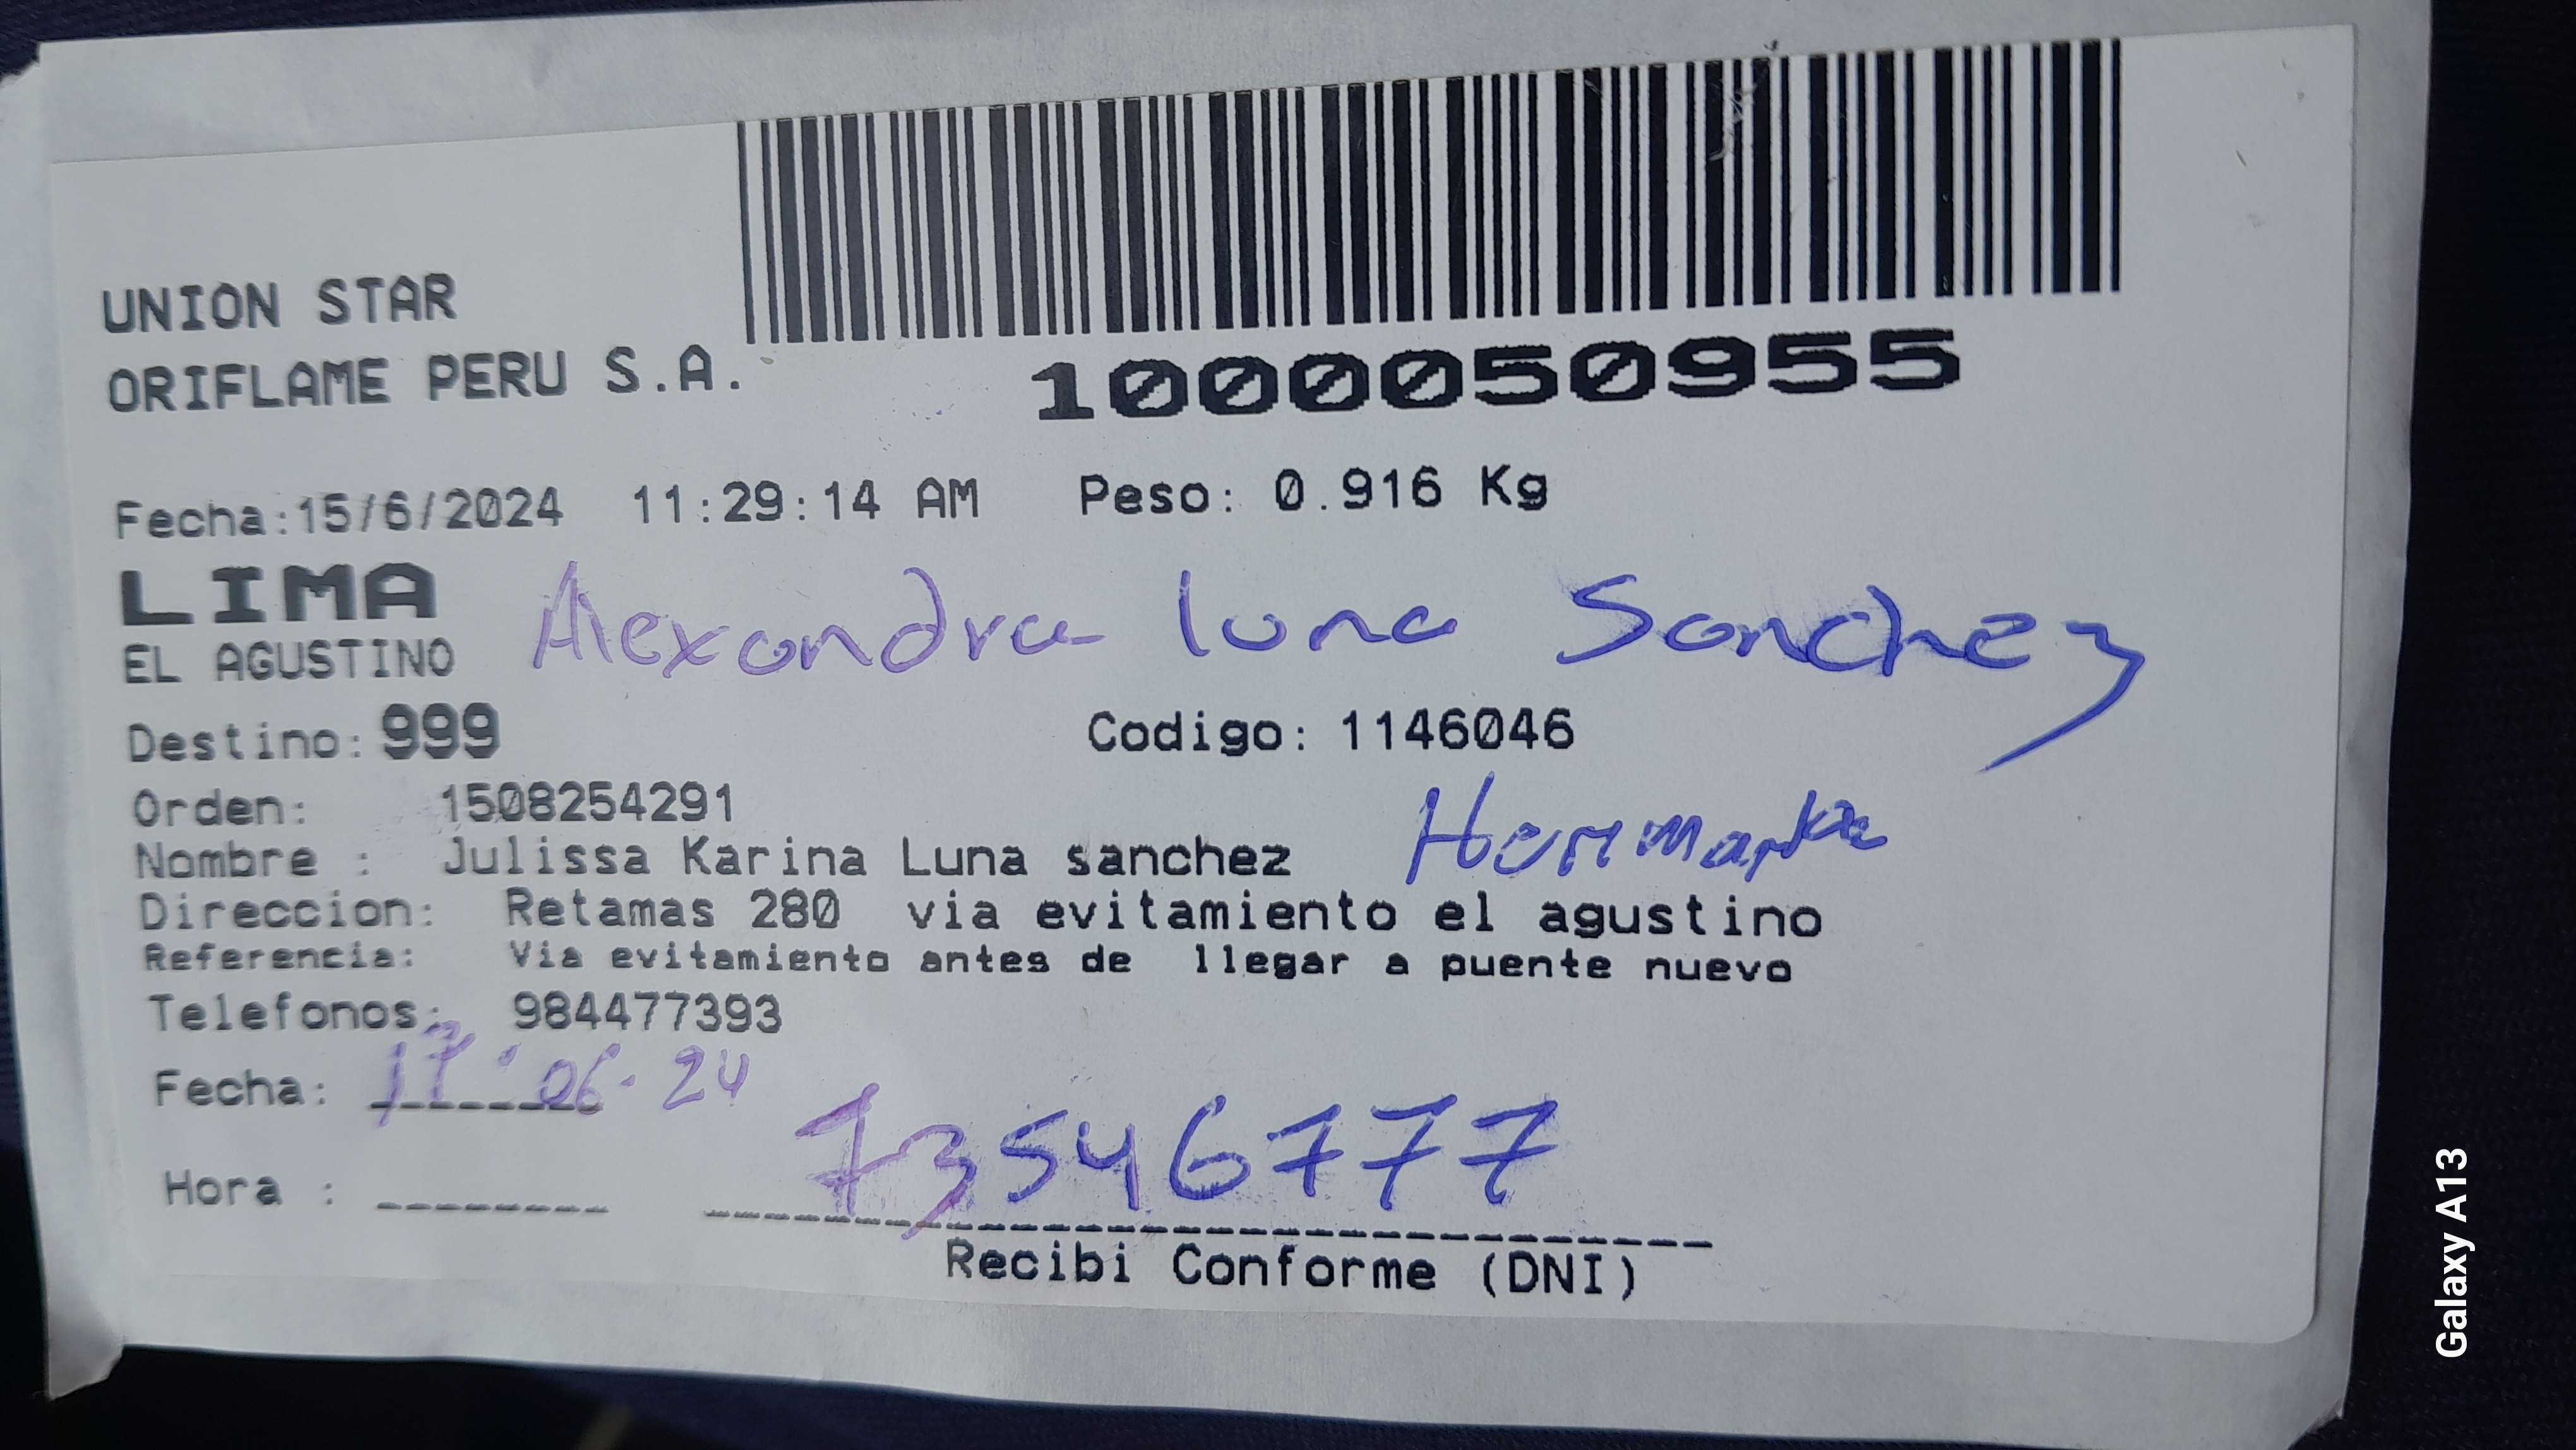 UNION STAR
ORIFLAME PERU S.A.
1000050955
Fecha:15/6/2024 11:29:14 AM Peso: 0.916 Kg
LIMA
EL AGUSTINO
Alexandra luna Sanchez
Destino: 999 Codigo: 1146046
Orden: 1508254291
Nombre : Julissa Karina Luna sanchez
Direccion: Retamas 280 via evitamiento el agustino
Referencia: Via evitamiento antes de llegar a puente nuevo
Telefonos: 984477393
Fecha: 17.06.24
73546777
Hora :
Recibi Conforme (DNI)
Galaxy A13